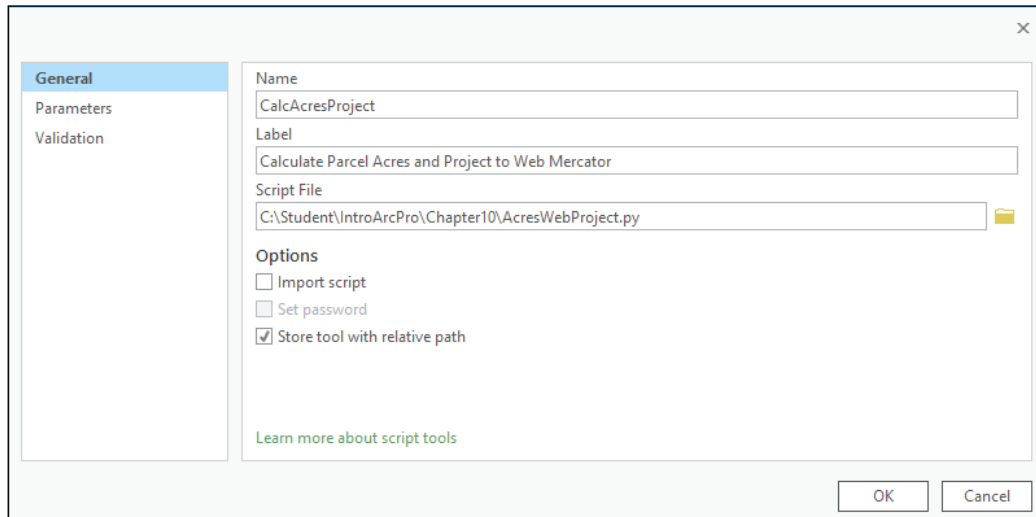 General
Parameters
Validation
Name
CalcAcresProject
Label
Calculate Parcel Acres and Project to Web Mercator
Script File
C:\Student\IntroArcPro\Chapter10\AcresWebProject.py
Options
Import script
Set password
Store tool with relative path
Learn more about script tools
OK
Cancel